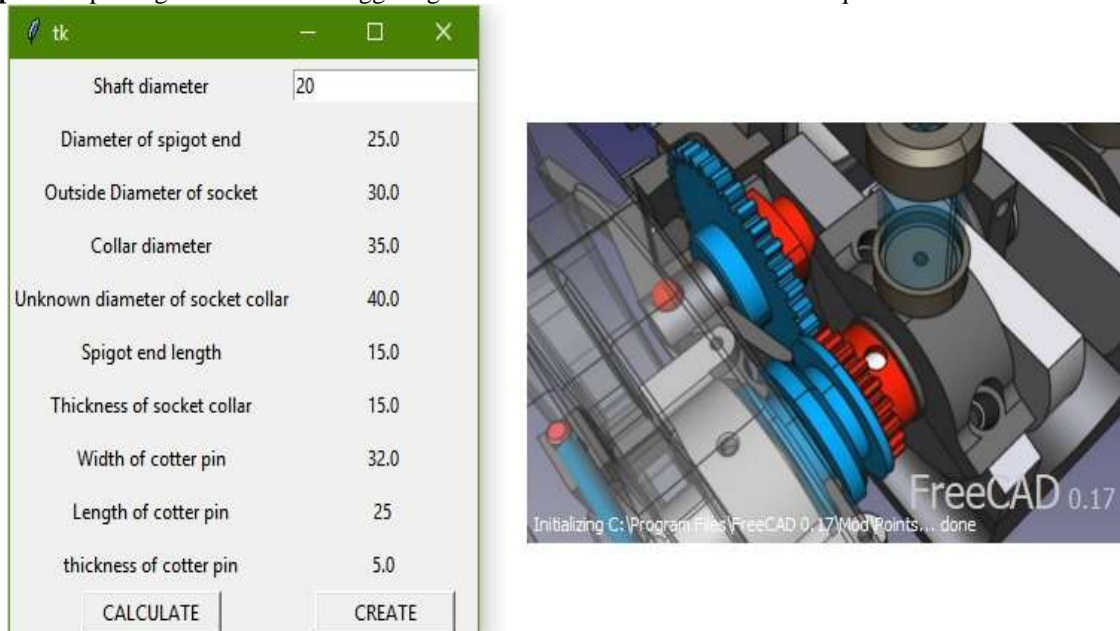 tk
Shaft diameter 20
Diameter of spigot end 25.0
Outside Diameter of socket 30.0
Collar diameter 35.0
Unknown diameter of socket collar 40.0
Spigot end length 15.0
Thickness of socket collar 15.0
Width of cotter pin 32.0
Length of cotter pin 25
thickness of cotter pin 5.0
CALCULATE CREATE
FreeCAD 0.17
Initializing C:\Program Files\FreeCAD 0.17\Mod\Points... done